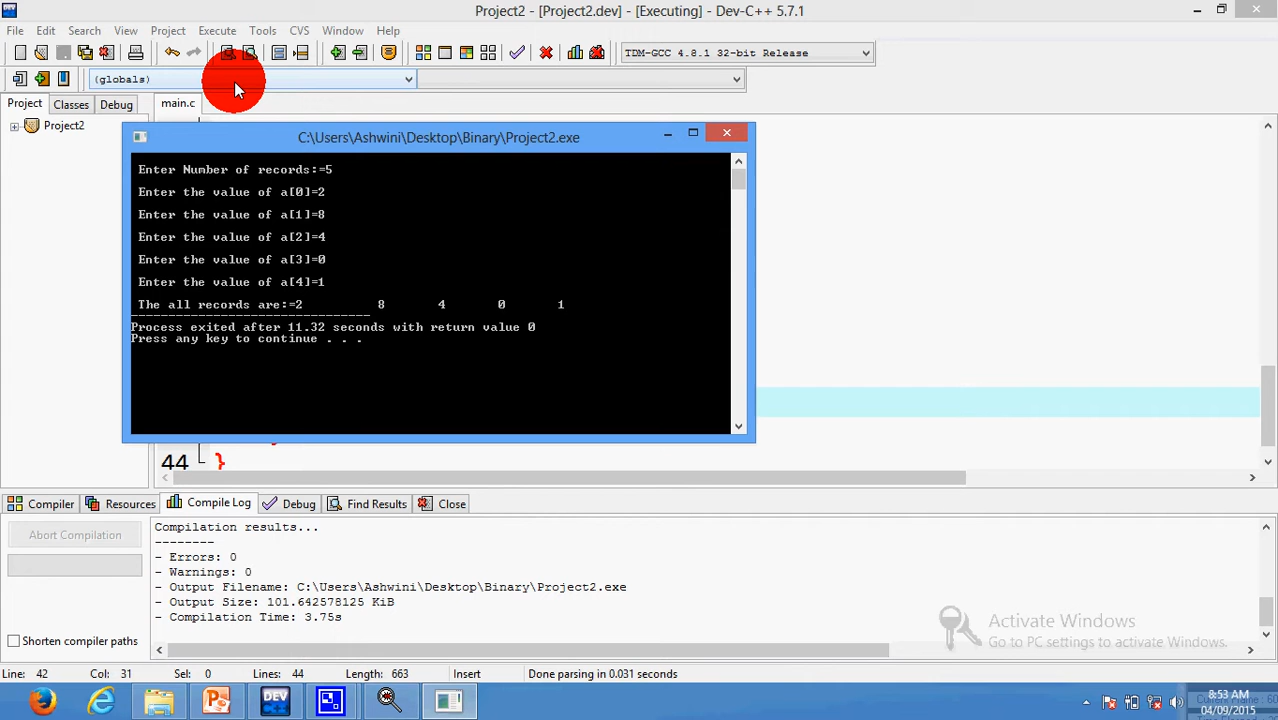 Project2 - [Project2.dev] - [Executing] - Dev-C++ 5.7.1
File Edit Search View Project Execute Tools CVS Window Help
TDM-GCC 4.8.1 32-bit Release
(globals)
Project Classes Debug main.c
Project2
C:\Users\Ashwini\Desktop\Binary\Project2.exe
Enter Number of records:=5
Enter the value of a[0]=2
Enter the value of a[1]=8
Enter the value of a[2]=4
Enter the value of a[3]=0
Enter the value of a[4]=1
The all records are:=2 8 4 0 1
--------------------------------
Process exited after 11.32 seconds with return value 0
Press any key to continue . . .
44 }
Compiler Resources Compile Log Debug Find Results Close
Abort Compilation
Compilation results...
--------
- Errors: 0
- Warnings: 0
- Output Filename: C:\Users\Ashwini\Desktop\Binary\Project2.exe
- Output Size: 101.642578125 KiB
- Compilation Time: 3.75s
Shorten compiler paths
Activate Windows
Go to PC settings to activate Windows.
Line: 42 Col: 31 Sel: 0 Lines: 44 Length: 663 Insert Done parsing in 0.031 seconds
DEV C++
8:53 AM
04/09/2015